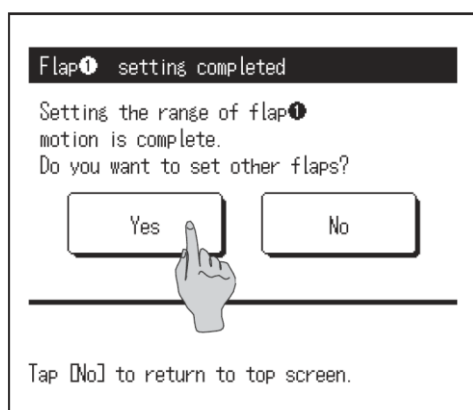 Flap❶ setting completed
Setting the range of flap❶
motion is complete.
Do you want to set other flaps?
Yes No
Tap [No] to return to top screen.